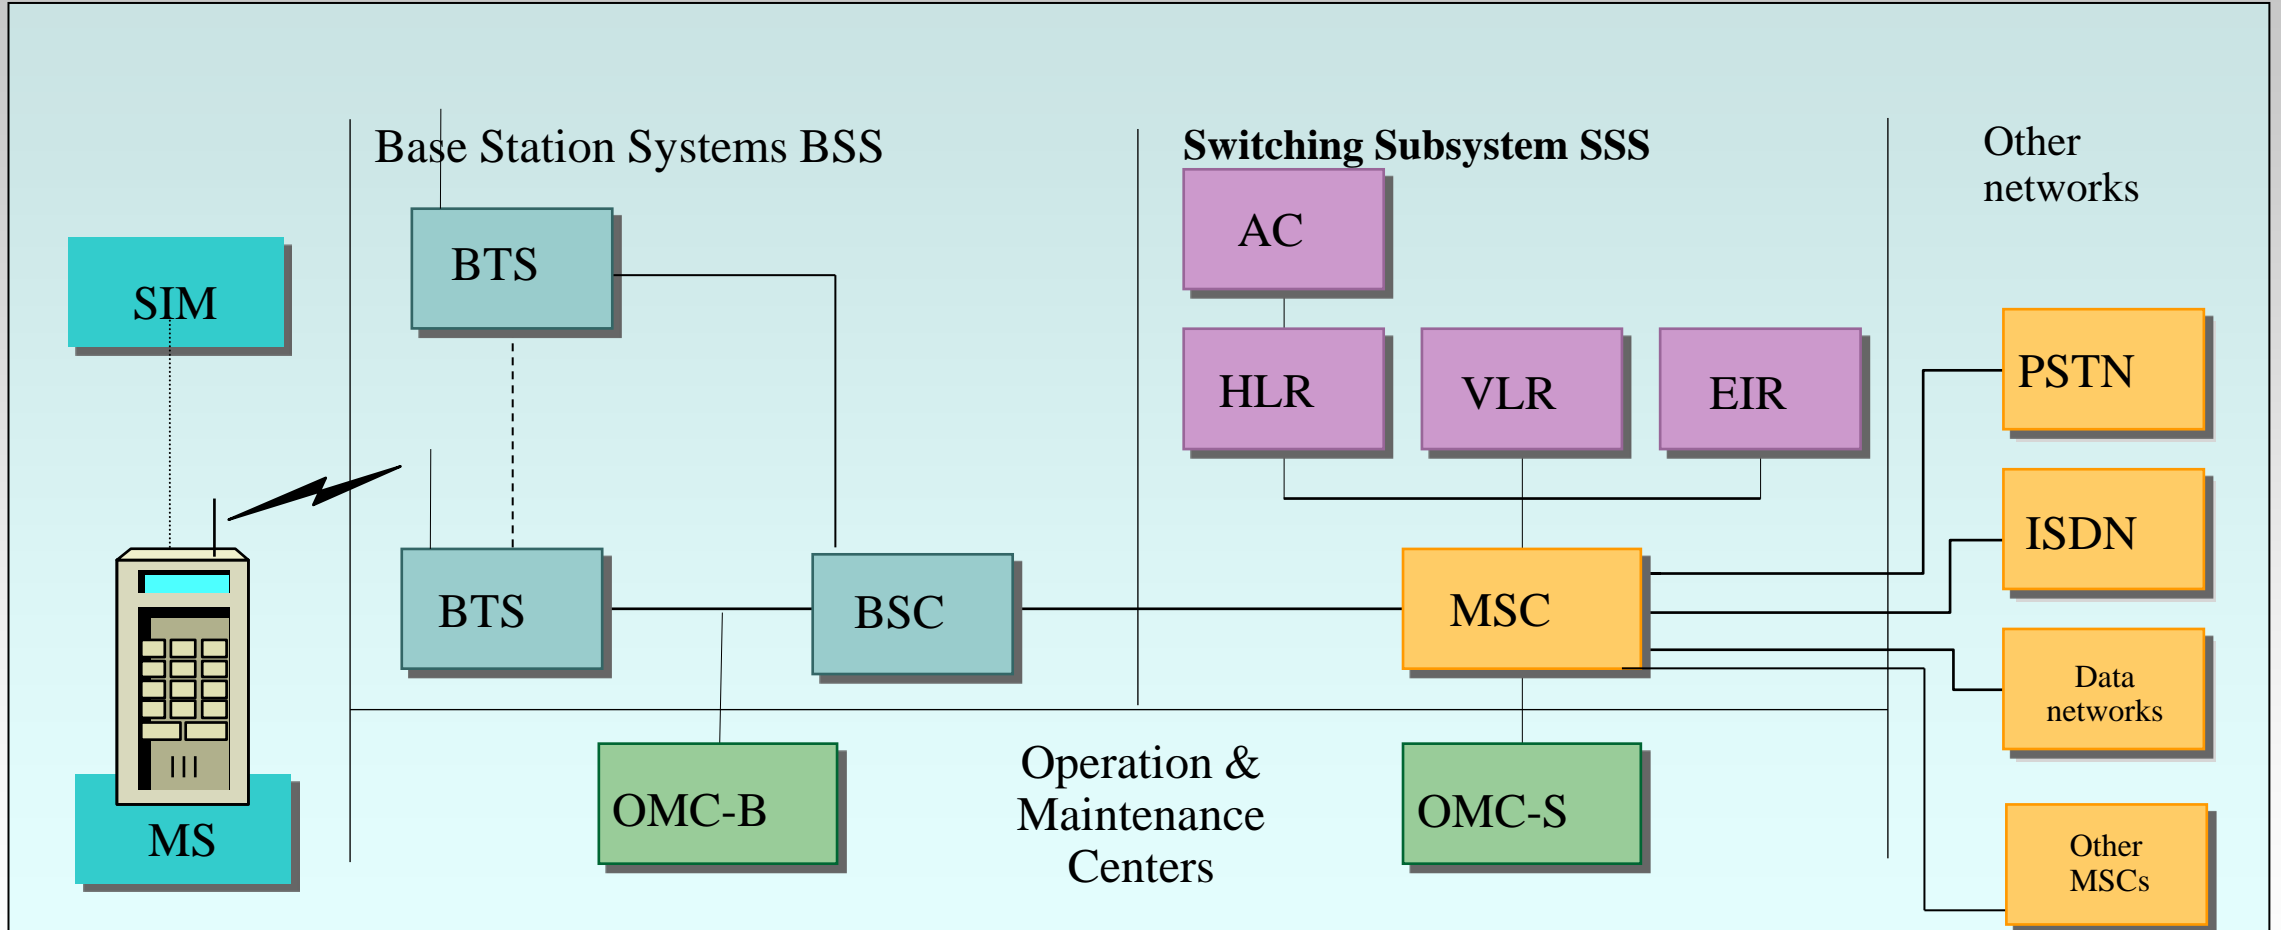 Base Station Systems BSS
Switching Subsystem SSS
Other
networks
SIM
BTS
AC
HLR
VLR
EIR
PSTN
ISDN
BTS
BSC
MSC
Data
networks
MS
OMC-B
Operation &
Maintenance
Centers
OMC-S
Other
MSCs